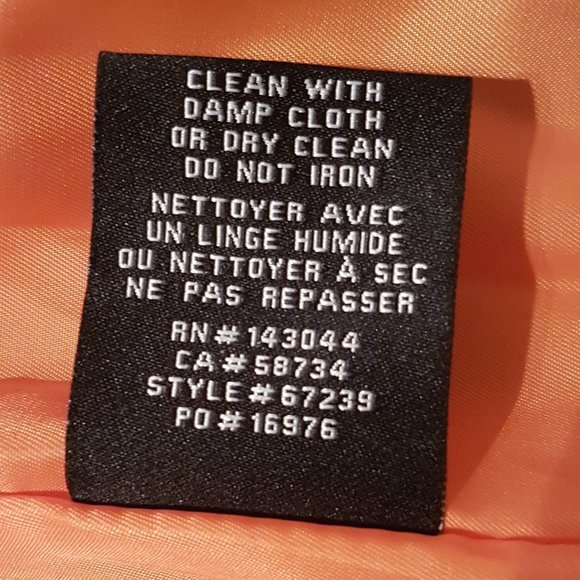 CLEAN WITH
DAMP CLOTH
OR DRY CLEAN
DO NOT IRON
NETTOYER AVEC
UN LINGE HUMIDE
OU NETTOYER À SEC
NE PAS REPASSER
RN# 143044
CA # 58734
STYLE# 67239
PO # 16976